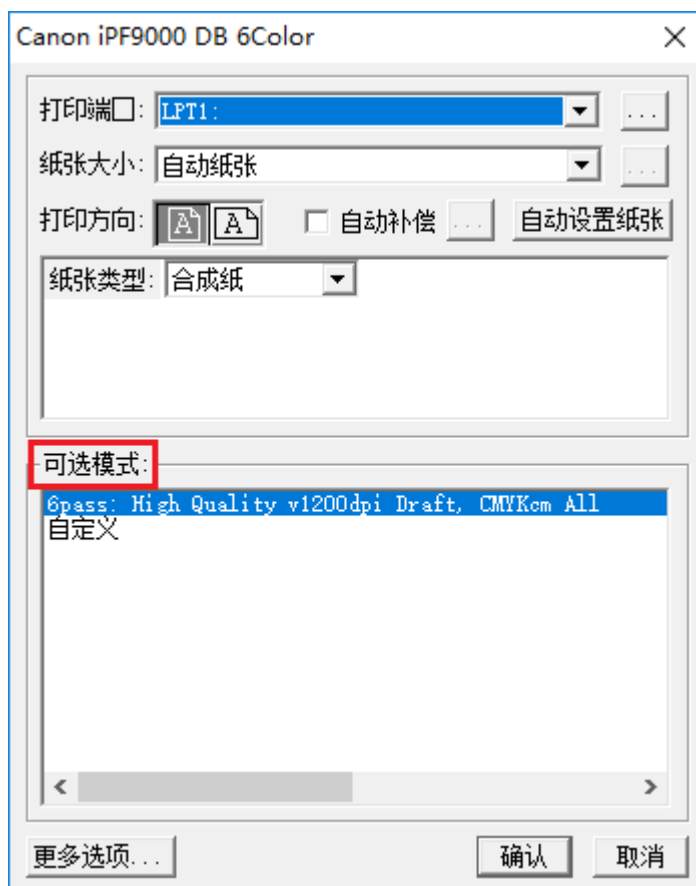 Canon iPF9000 DB 6Color
打印端口: LPT1: ...
纸张大小: 自动纸张 ...
打印方向: A A 自动补偿 ... 自动设置纸张
纸张类型: 合成纸
可选模式:
6pass: High Quality v1200dpi Draft, CMYKcm All
自定义
更多选项... 确认 取消